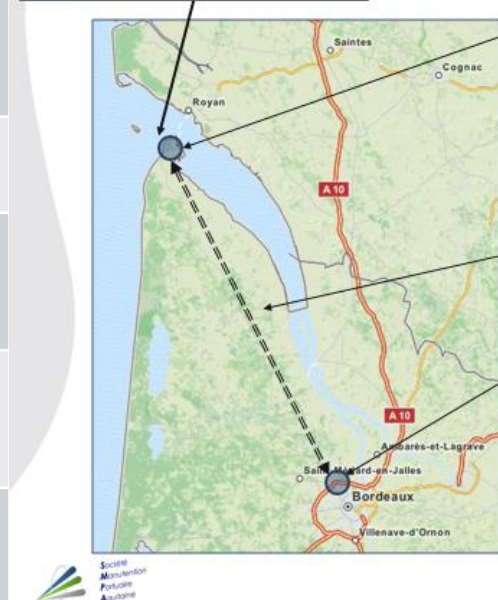 Saintes
Cognac
Royan
A 10
A 10
Ambarès-et-Lagrave
Saint-Médard-en-Jalles
Bordeaux
Villenave-d'Ornon
Société
Manutention
Portuaire
Aquitaine